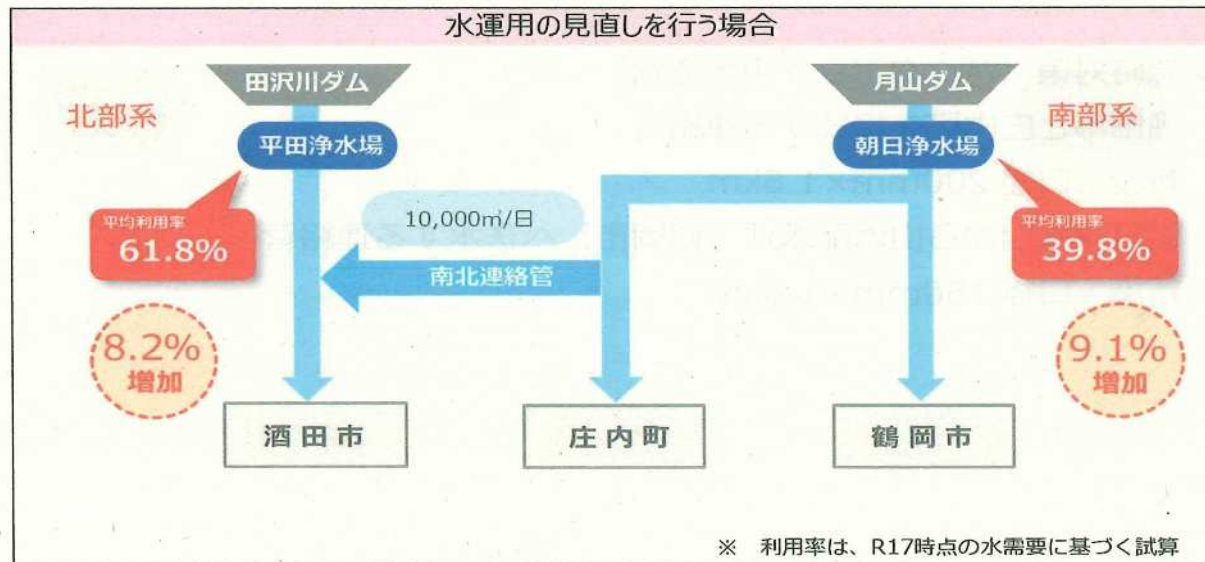 水運用の見直しを行う場合
田沢川ダム
月山ダム
北部系
南部系
平田浄水場
朝日浄水場
平均利用率
61.8%
10,000㎥/日
平均利用率
39.8%
南北連絡管
8.2%
増加
9.1%
増加
酒田市
庄内町
鶴岡市
※ 利用率は、R17時点の水需要に基づく試算